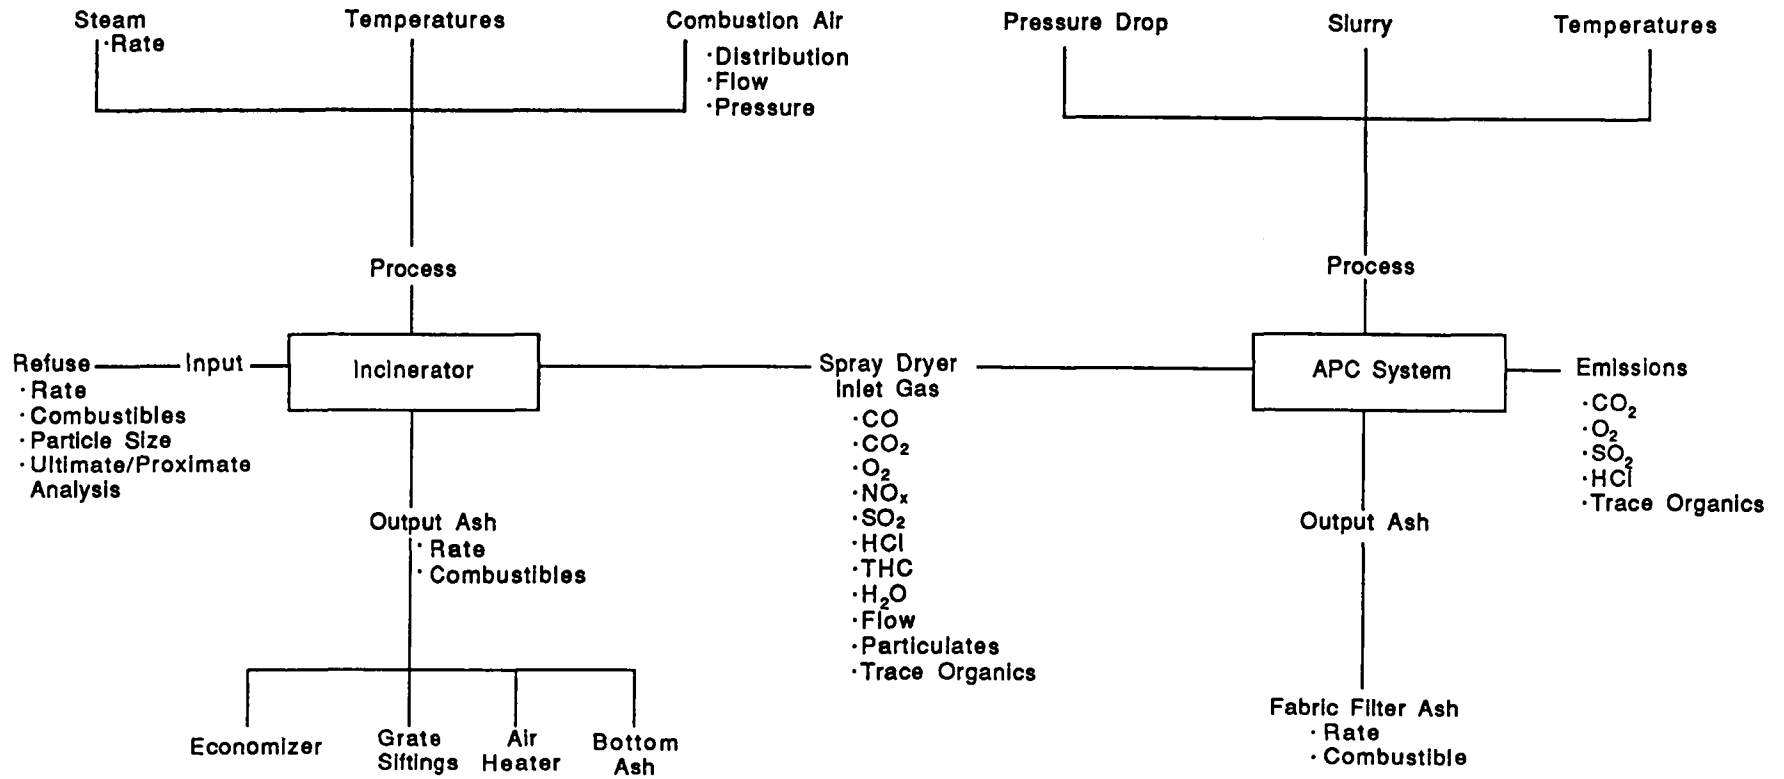 Steam
·Rate
Temperatures
Combustion Air
·Distribution
·Flow
·Pressure
Pressure Drop
Slurry
Temperatures
Process
Process
Refuse
·Rate
·Combustibles
·Particle Size
·Ultimate/Proximate
Analysis
Input
Incinerator
Spray Dryer
Inlet Gas
·CO
·CO₂
·O₂
·NOₓ
·SO₂
·HCl
·THC
·H₂O
·Flow
·Particulates
·Trace Organics
APC System
Emissions
·CO₂
·O₂
·SO₂
·HCl
·Trace Organics
Output Ash
·Rate
·Combustibles
Output Ash
Economizer
Grate
Siftings
Air
Heater
Bottom
Ash
Fabric Filter Ash
·Rate
·Combustible